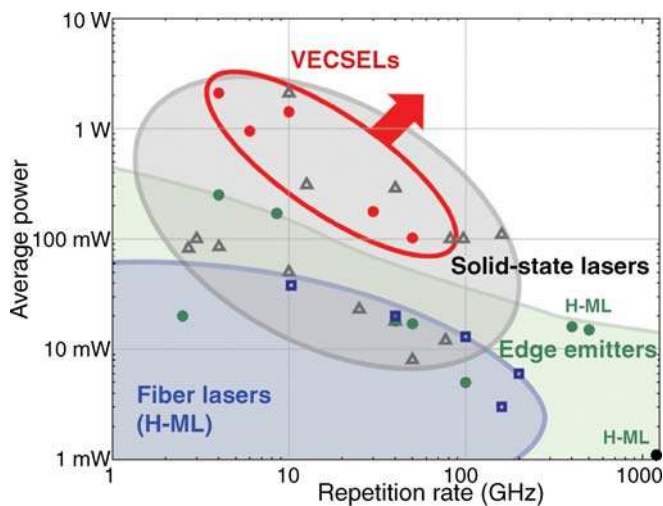 10 W
VECSELs
1 W
Average power
100 mW
Solid-state lasers
H-ML
10 mW
Edge emitters
Fiber lasers
(H-ML)
H-ML
1 mW
1
10
100
1000
Repetition rate (GHz)